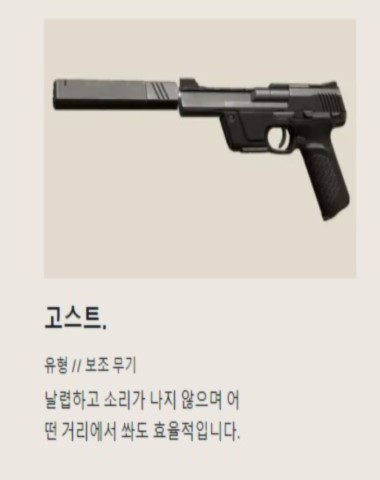 고스트.
유형 // 보조 무기
날렵하고 소리가 나지 않으며 어
떤 거리에서 쏴도 효율적입니다.